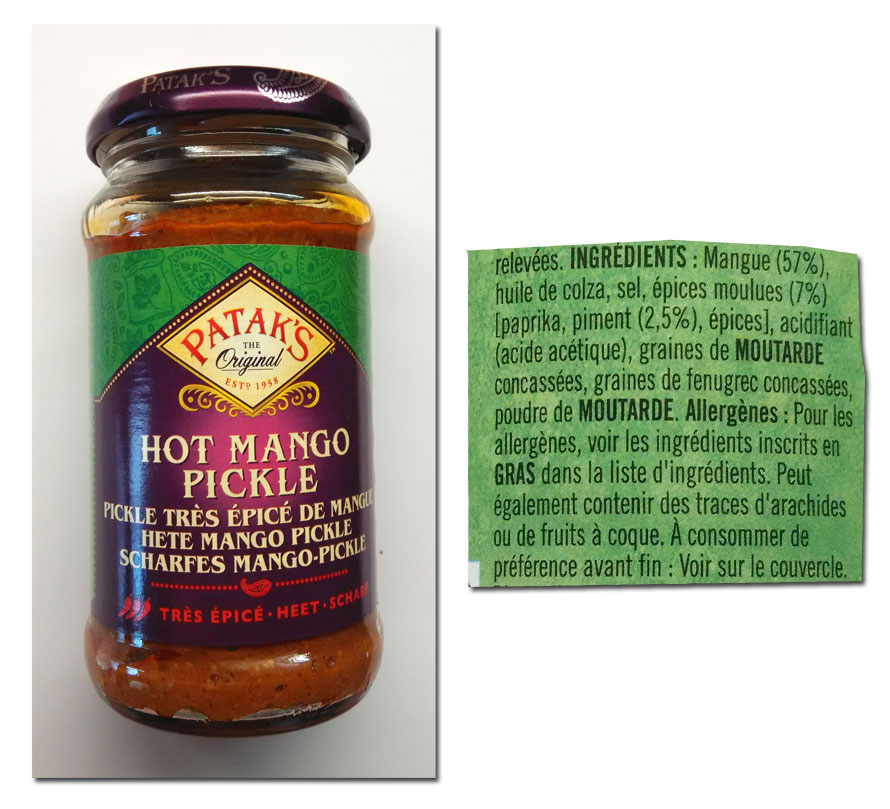 PATAK'S
PATAK'S
THE
Original
ESTD 1958
HOT MANGO
PICKLE
PICKLE TRÈS ÉPICÉ DE MANGUE
HETE MANGO PICKLE
SCHARFES MANGO-PICKLE
TRÈS ÉPICÉ · HEET · SCHARF
relevées. INGRÉDIENTS : Mangue (57%),
huile de colza, sel, épices moulues (7%)
[paprika, piment (2,5%), épices], acidifiant
(acide acétique), graines de MOUTARDE
concassées, graines de fenugrec concassées,
poudre de MOUTARDE. Allergènes : Pour les
allergènes, voir les ingrédients inscrits en
GRAS dans la liste d'ingrédients. Peut
également contenir des traces d'arachides
ou de fruits à coque. À consommer de
préférence avant fin : Voir sur le couvercle.